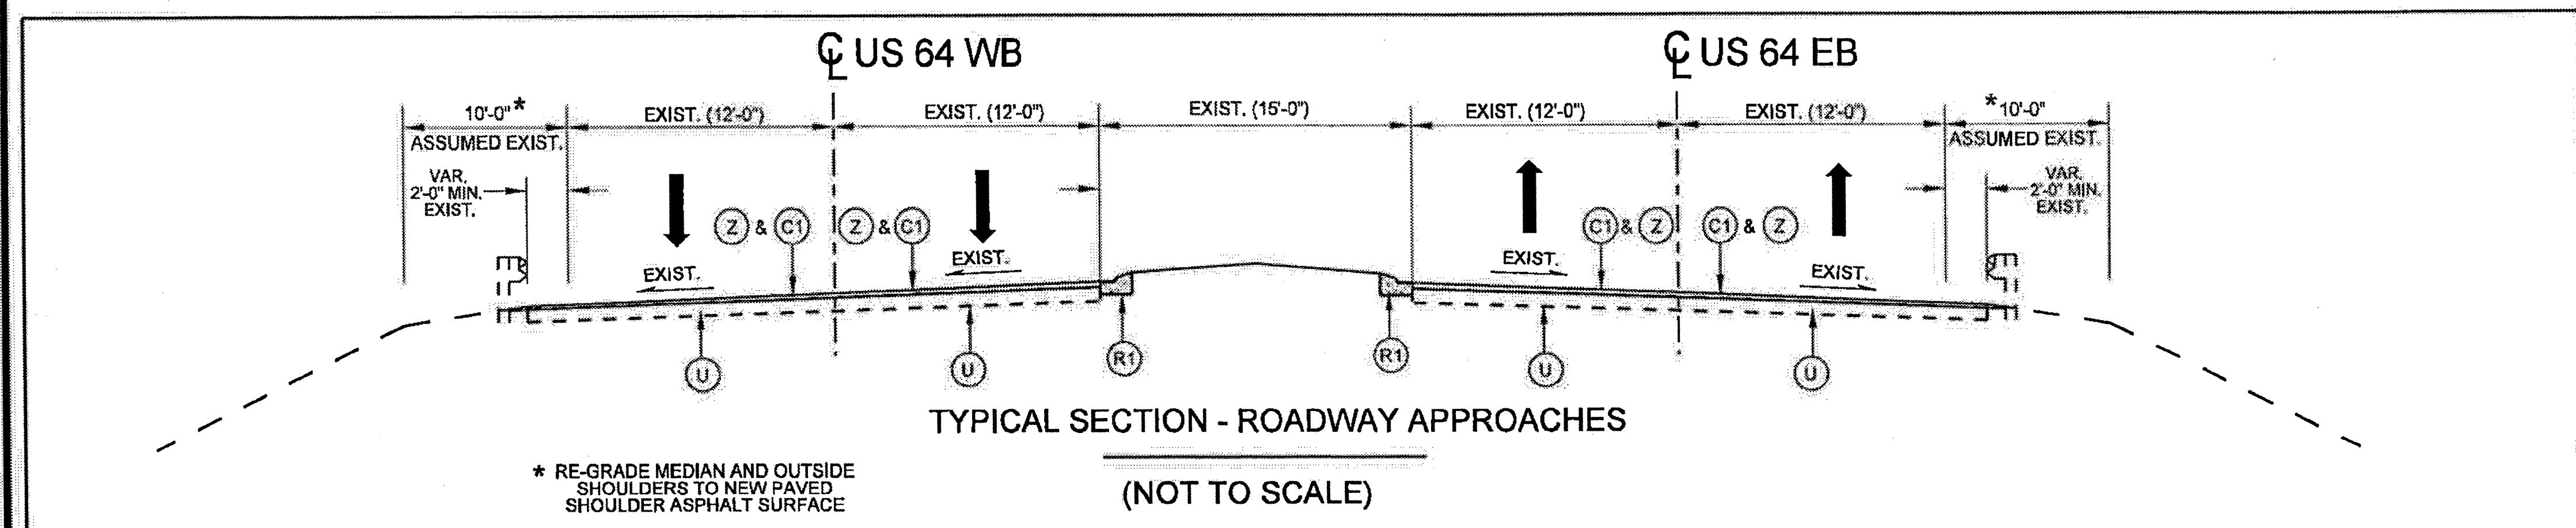 ℄ US 64 WB
℄ US 64 EB
10'-0"*
EXIST. (12'-0")
EXIST. (12'-0")
EXIST. (15'-0")
EXIST. (12'-0")
EXIST. (12'-0")
*10'-0"
ASSUMED EXIST.
ASSUMED EXIST.
VAR.
2'-0" MIN.
EXIST.
VAR.
2'-0" MIN.
EXIST.
Z & C1
Z & C1
C1 & Z
C1 & Z
EXIST.
EXIST.
EXIST.
EXIST.
U
U
R1
R1
U
U
TYPICAL SECTION - ROADWAY APPROACHES
(NOT TO SCALE)
* RE-GRADE MEDIAN AND OUTSIDE
SHOULDERS TO NEW PAVED
SHOULDER ASPHALT SURFACE